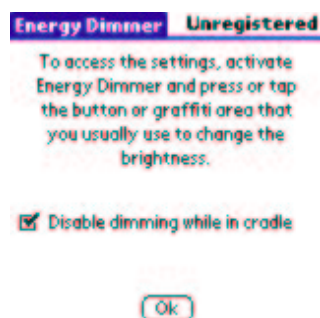 Energy Dimmer Unregistered
To access the settings, activate
Energy Dimmer and press or tap
the button or graffiti area that
you usually use to change the
brightness.
Disable dimming while in cradle
Ok